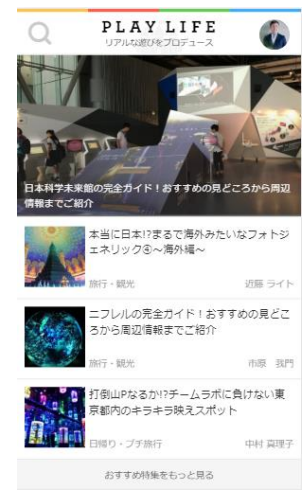 PLAY LIFE
リアルな遊びをプロデュース
日本科学未来館の完全ガイド！おすすめの見どころから周辺
情報までご紹介
本当に日本!?まるで海外みたいなフォトジ
ェネリック④～海外編～
旅行・観光 近藤 ライト
ニフレルの完全ガイド！おすすめの見どこ
ろから周辺情報までご紹介
旅行・観光 市原 我門
打倒山Pなるか!?チームラボに負けない東
京都内のキラキラ映えスポット
日帰り・プチ旅行 中村 真理子
おすすめ特集をもっと見る